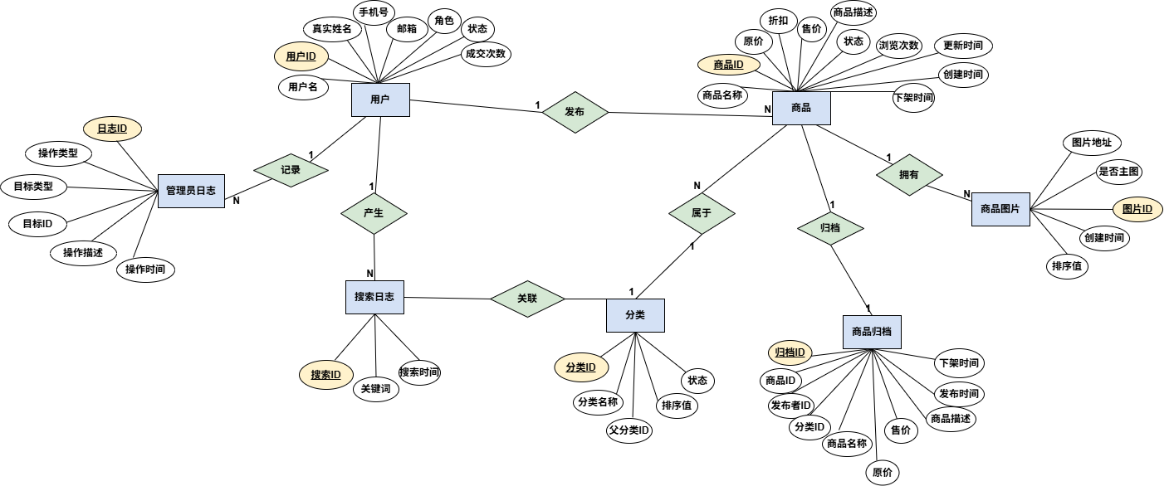 手机号
真实姓名
邮箱
角色
状态
用户ID
成交次数
用户名
用户
1
发布
N
商品描述
折扣
售价
原价
状态
浏览次数
更新时间
商品ID
创建时间
商品名称
下架时间
商品
日志ID
操作类型
目标类型
目标ID
操作描述
操作时间
管理员日志
N
记录
1
1
产生
N
搜索日志
搜索ID
关键词
搜索时间
关联
1
分类
分类ID
分类名称
父分类ID
排序值
状态
N
属于
1
1
归档
1
商品归档
归档ID
商品ID
发布者ID
分类ID
商品名称
原价
售价
商品描述
发布时间
下架时间
1
拥有
N
商品图片
图片地址
是否主图
图片ID
创建时间
排序值